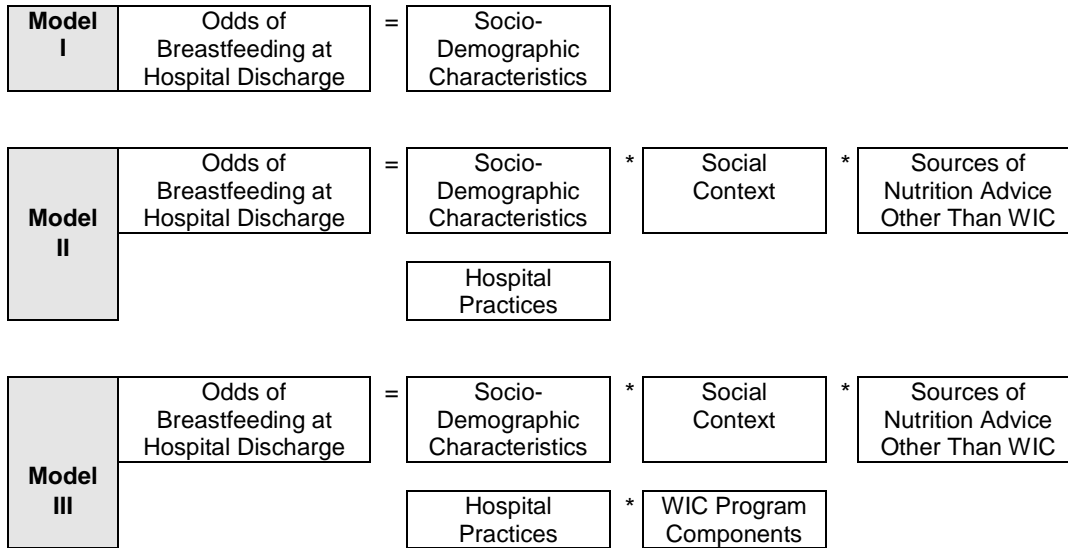 Model
I
Odds of
Breastfeeding at
Hospital Discharge
=
Socio-
Demographic
Characteristics
Model
II
Odds of
Breastfeeding at
Hospital Discharge
=
Socio-
Demographic
Characteristics
*
Social
Context
*
Sources of
Nutrition Advice
Other Than WIC
Hospital
Practices
Model
III
Odds of
Breastfeeding at
Hospital Discharge
=
Socio-
Demographic
Characteristics
*
Social
Context
*
Sources of
Nutrition Advice
Other Than WIC
Hospital
Practices
*
WIC Program
Components